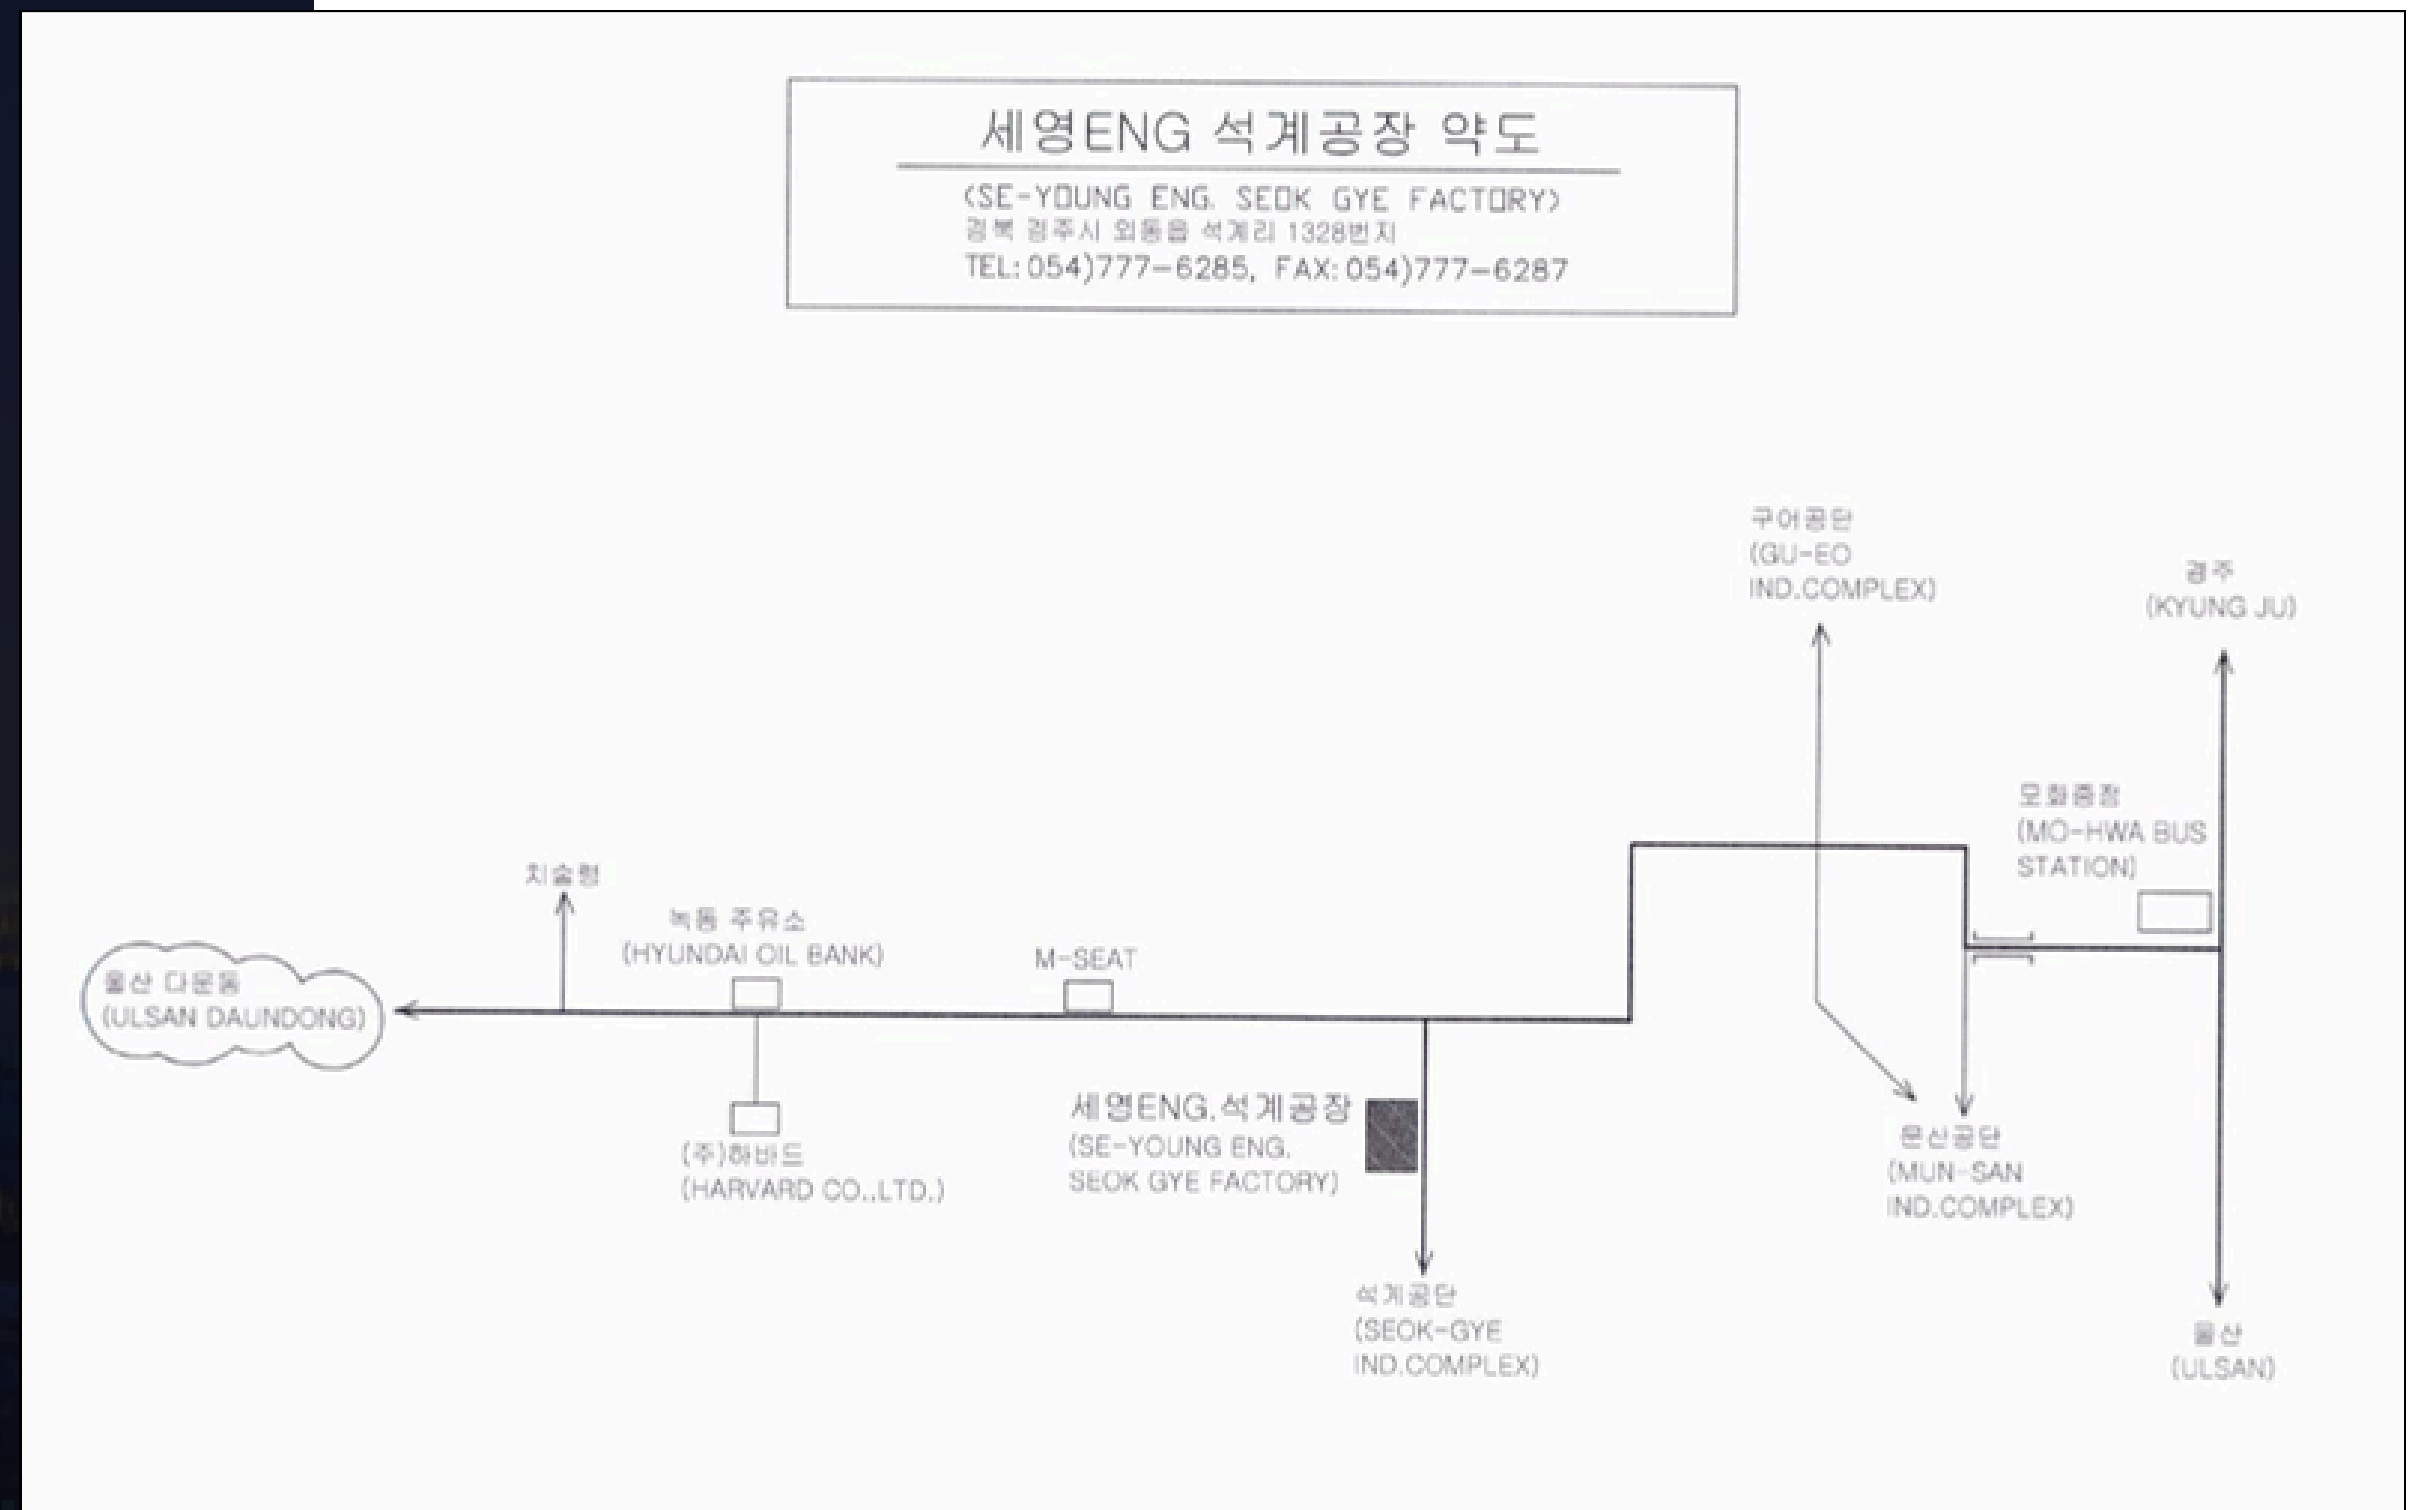 세영ENG 석계공장 약도
(SE-YOUNG ENG. SEOK GYE FACTORY)
경북 경주시 외동읍 석계리 1328번지
TEL: 054)777-6285, FAX: 054)777-6287
구어공단
(GU-EO
IND.COMPLEX)
경주
(KYUNG JU)
모화종점
(MO-HWA BUS
STATION)
치술령
녹동 주유소
(HYUNDAI OIL BANK)
M-SEAT
울산 다운동
(ULSAN DAUNDONG)
(주)하바드
(HARVARD CO.,LTD.)
세영ENG.석계공장
(SE-YOUNG ENG.
SEOK GYE FACTORY)
문산공단
(MUN-SAN
IND.COMPLEX)
석계공단
(SEOK-GYE
IND.COMPLEX)
울산
(ULSAN)